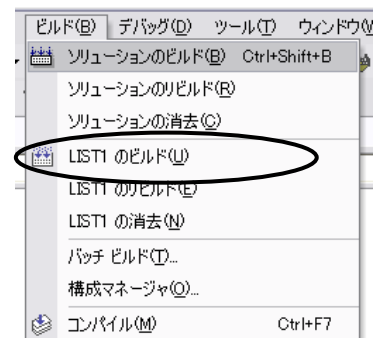 ビルド(B) デバッグ(D) ツール(T) ウィンドウ(W
ソリューションのビルド(B) Ctrl+Shift+B
ソリューションのリビルド(R)
ソリューションの消去(C)
LIST1 のビルド(U)
LIST1 のリビルド(E)
LIST1 の消去(N)
バッチ ビルド(T)...
構成マネージャ(O)...
コンパイル(M) Ctrl+F7